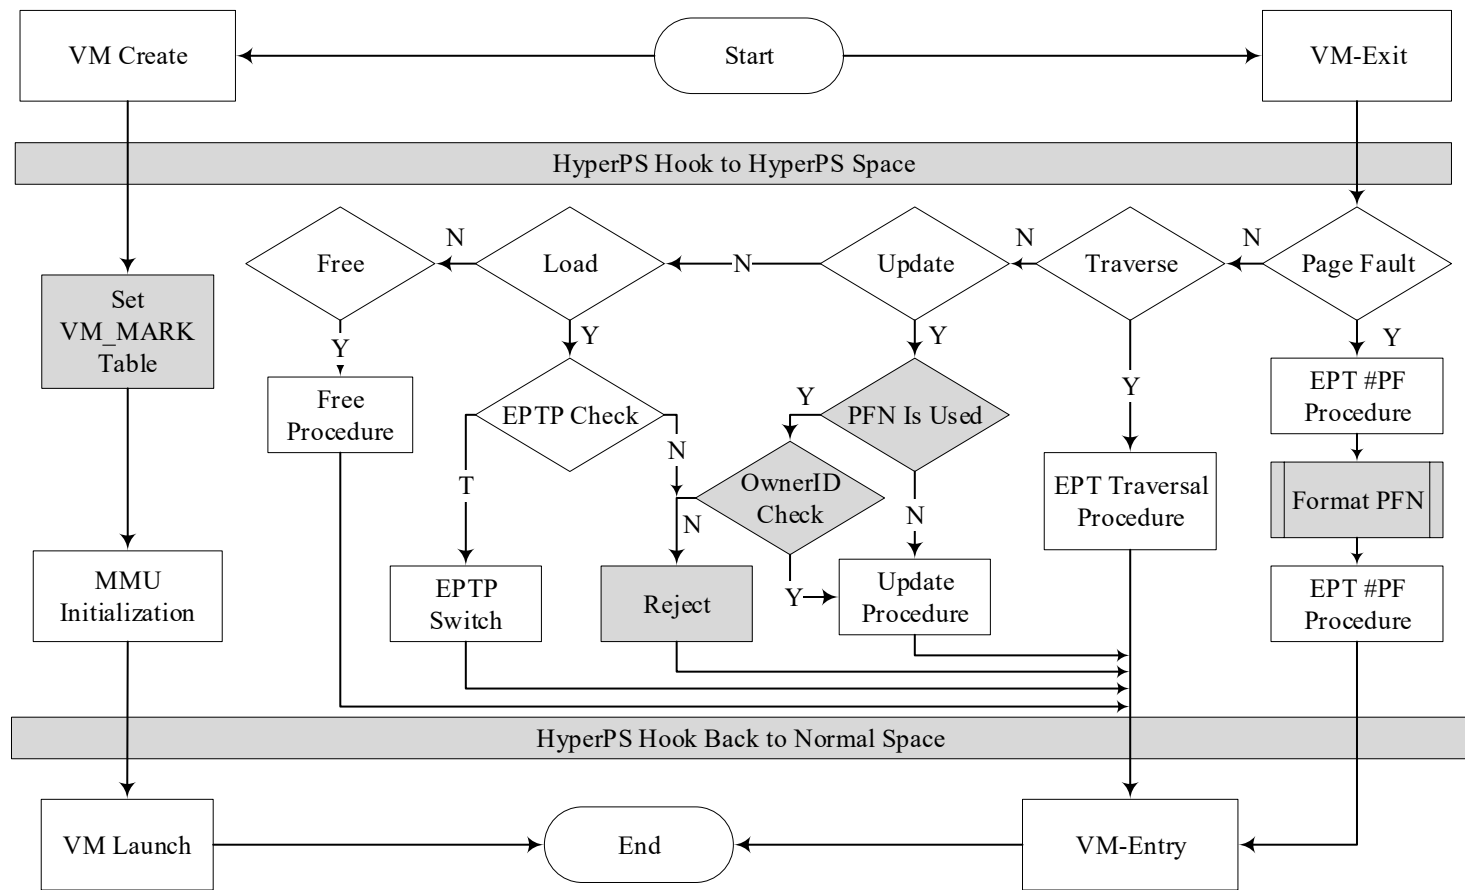 VM Create
Start
VM-Exit
HyperPS Hook to HyperPS Space
N
N
N
N
Free
Load
Update
Traverse
Page Fault
Set
VM_MARK
Table
Y
Y
Y
Y
Y
Free
Procedure
EPTP Check
Y
PFN Is Used
EPT #PF
Procedure
N
T
OwnerID
Check
N
N
EPT Traversal
Procedure
Format PFN
MMU
Initialization
EPTP
Switch
Reject
Y
Update
Procedure
EPT #PF
Procedure
HyperPS Hook Back to Normal Space
VM Launch
End
VM-Entry